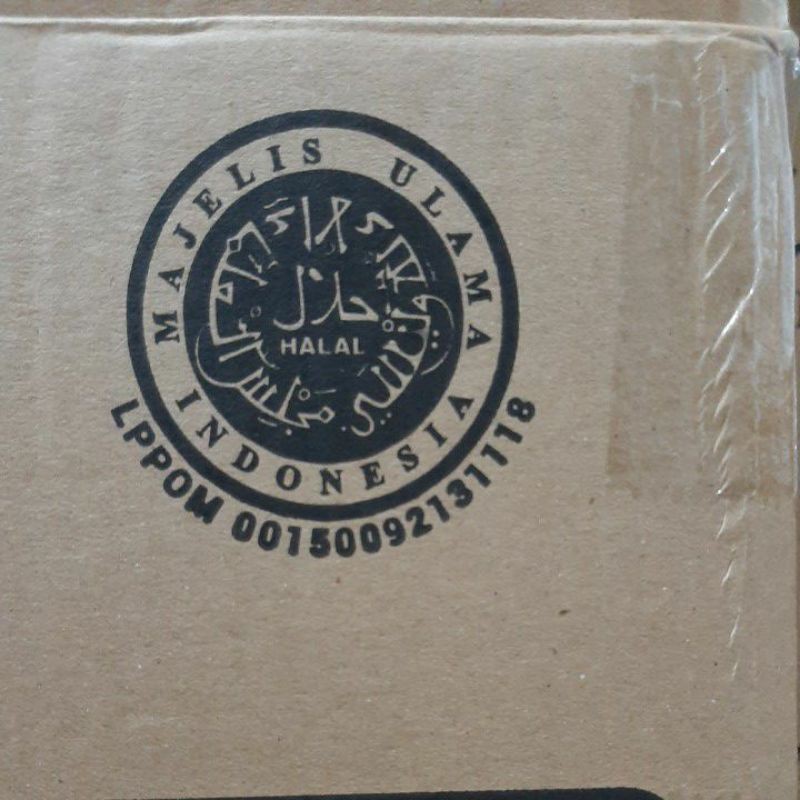 MAJELIS ULAMA
حلال
HALAL
INDONESIA
LPPOM 00150092131118